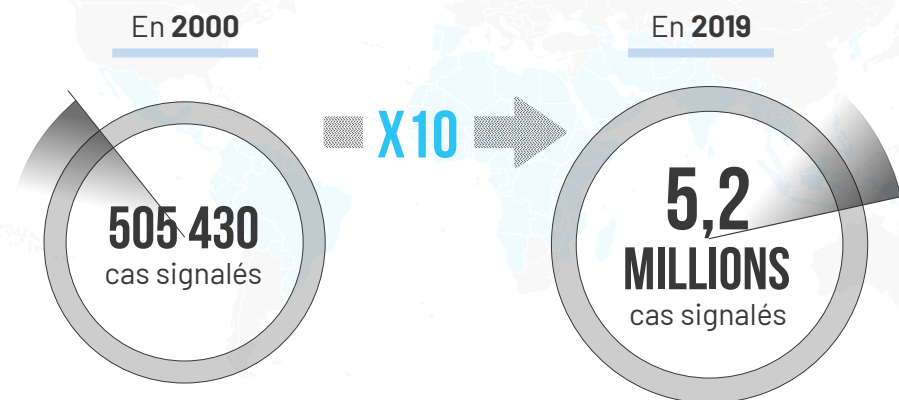 En 2000
505 430
cas signalés
X10
En 2019
5,2
MILLIONS
cas signalés